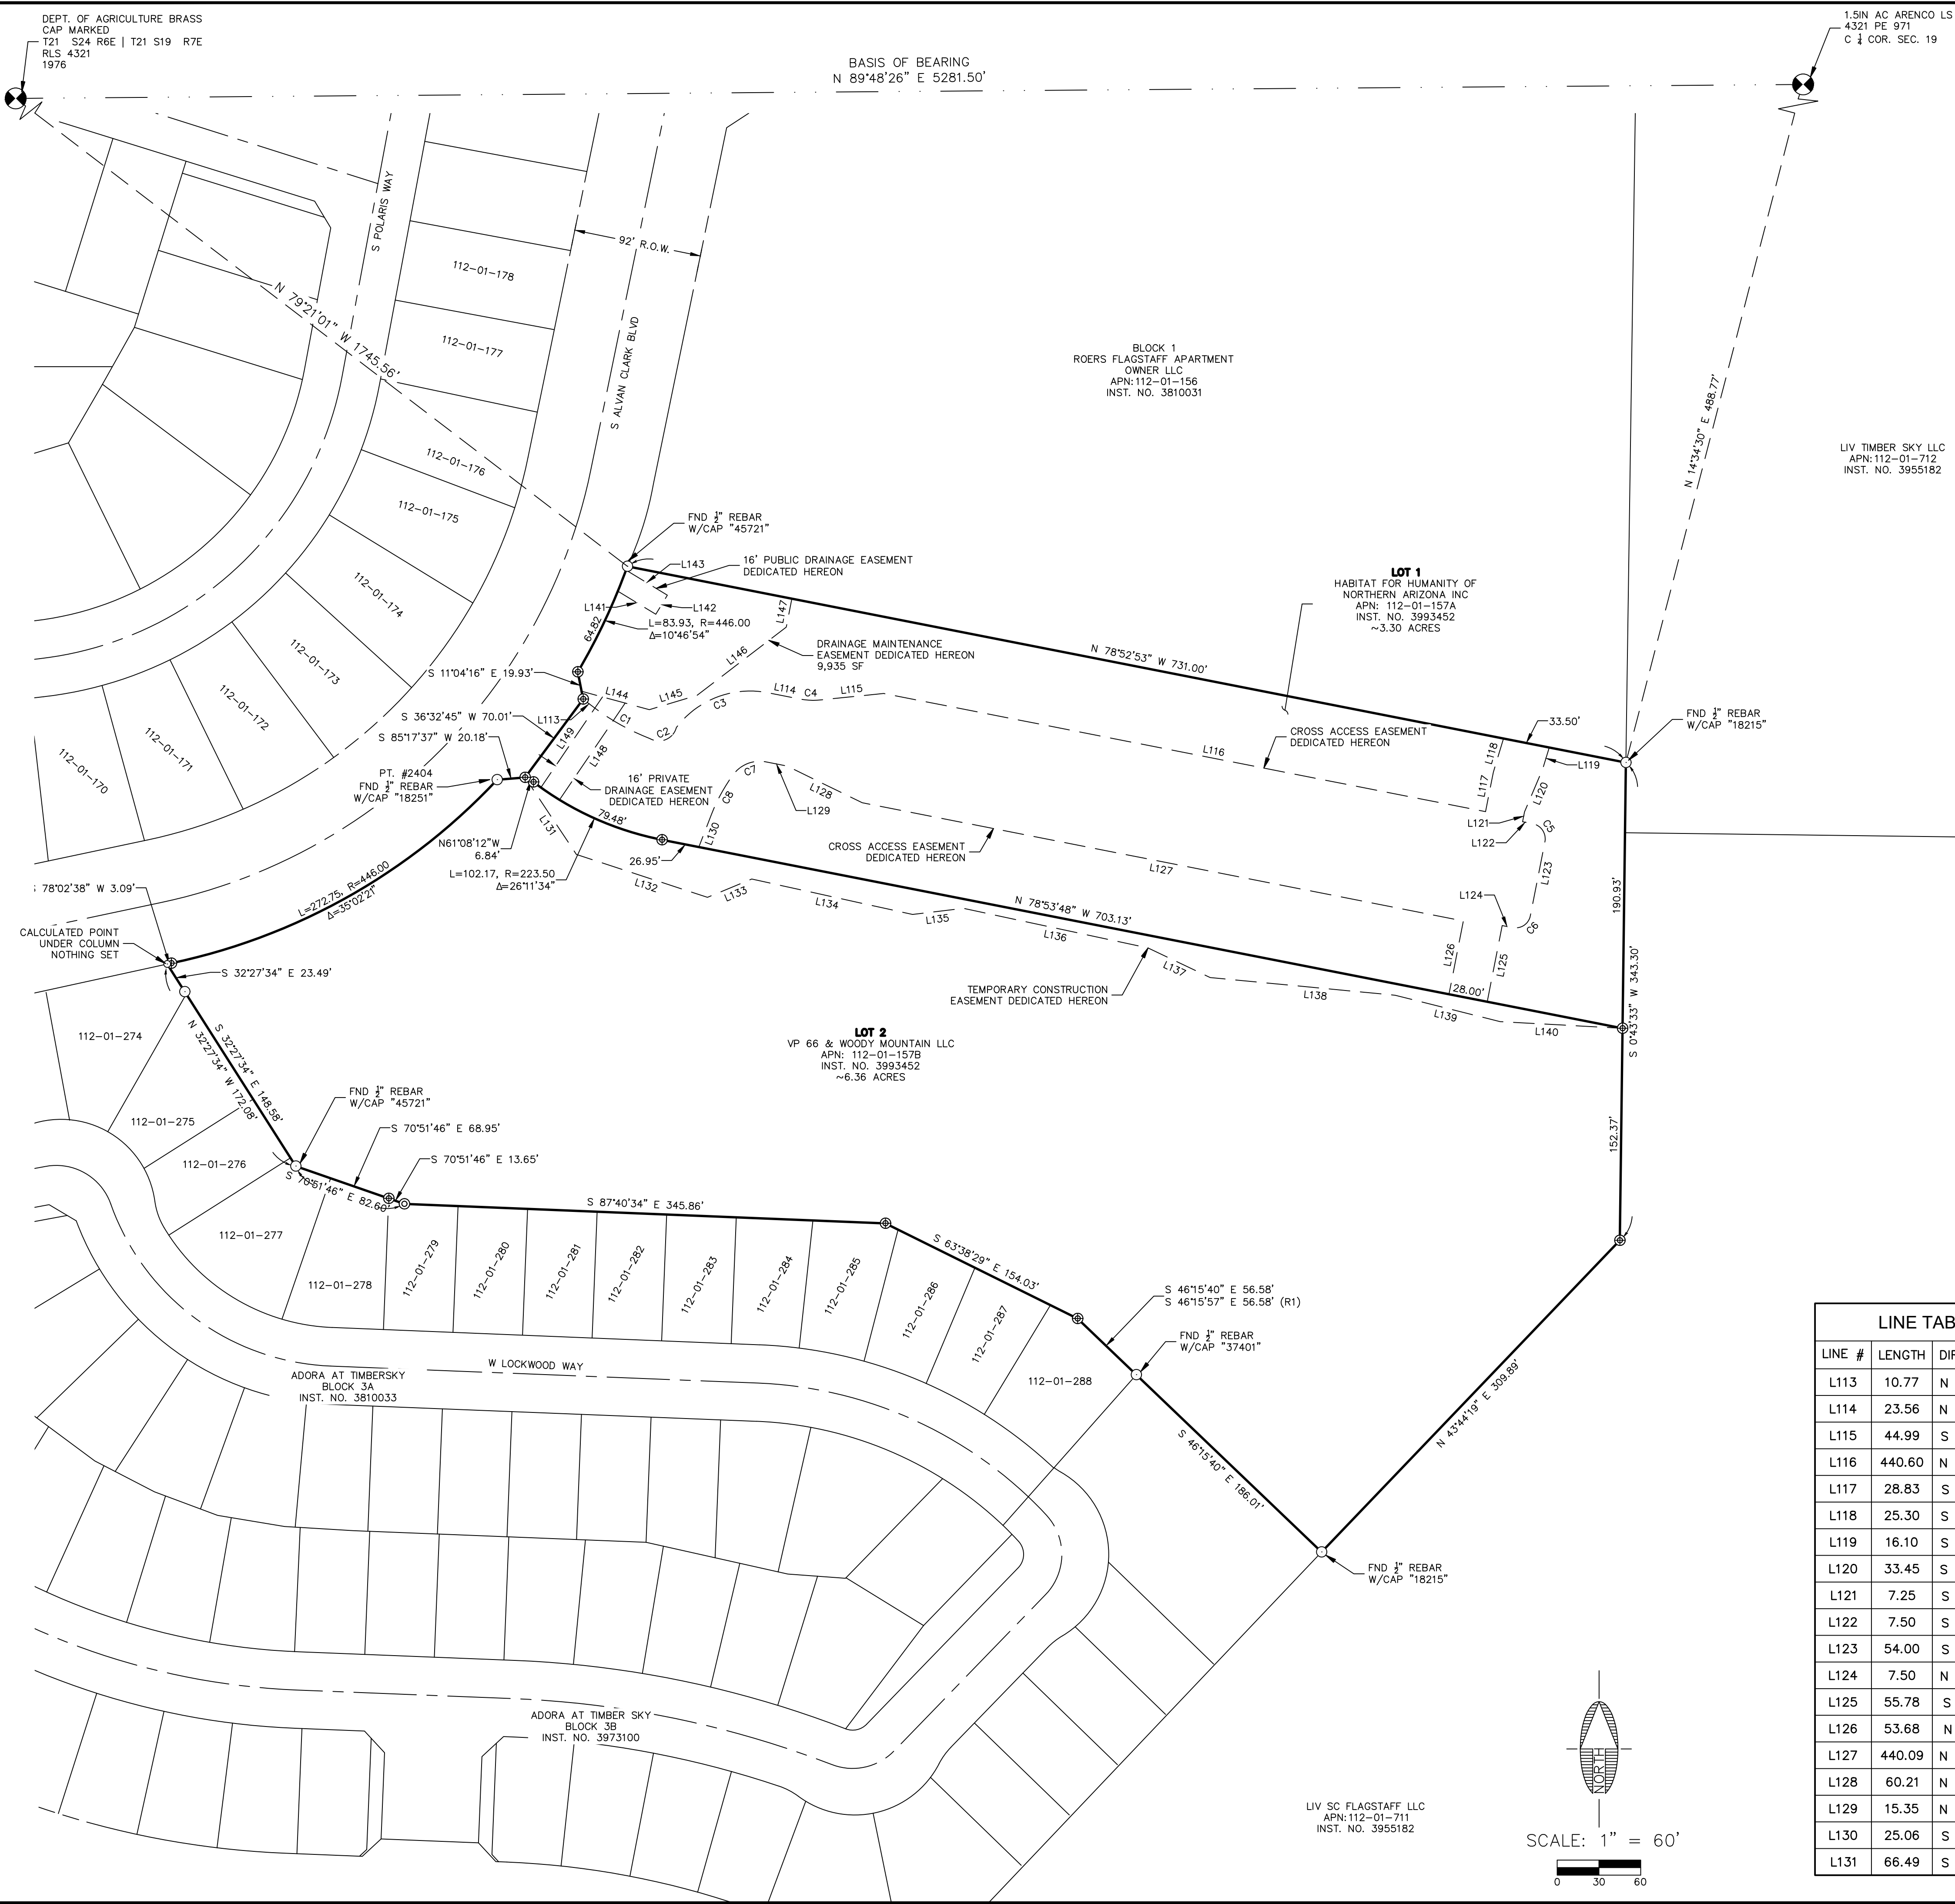 DEPT. OF AGRICULTURE BRASS
CAP MARKED
T21 S24 R6E | T21 S19 R7E
RLS 4321
1976
BASIS OF BEARING
N 89°48'26" E 5281.50'
1.5IN AC ARENCO LS
4321 PE 971
C 1/4 COR. SEC. 19
S POLARIS WAY
92' R.O.W.
112-01-178
N 79°21'01" W 1745.56'
112-01-177
S ALVAN CLARK BLVD
BLOCK 1
ROERS FLAGSTAFF APARTMENT
OWNER LLC
APN:112-01-156
INST. NO. 3810031
N 14°34'30" E 488.77'
LIV TIMBER SKY LLC
APN:112-01-712
INST. NO. 3955182
112-01-176
112-01-175
112-01-174
112-01-173
112-01-172
112-01-171
112-01-170
FND 1/2" REBAR
W/CAP "45721"
L143
16' PUBLIC DRAINAGE EASEMENT
DEDICATED HEREON
L141
L142
L147
64.82
L=83.93, R=446.00
Δ=10°46'54"
DRAINAGE MAINTENANCE
EASEMENT DEDICATED HEREON
9,935 SF
L146
LOT 1
HABITAT FOR HUMANITY OF
NORTHERN ARIZONA INC
APN: 112-01-157A
INST. NO. 3993452
~3.30 ACRES
N 78°52'53" W 731.00'
S 11°04'16" E 19.93'
L144
L145
L114
C4
L115
C3
L113
C1
C2
S 36°32'45" W 70.01'
L149
L148
S 85°17'37" W 20.18'
33.50'
FND 1/2" REBAR
W/CAP "18215"
CROSS ACCESS EASEMENT
DEDICATED HEREON
L116
L118
L117
L119
L120
L121
L122
C5
PT. #2404
FND 1/2" REBAR
W/CAP "18251"
16' PRIVATE
DRAINAGE EASEMENT
DEDICATED HEREON
C7
C8
L128
L129
L131
79.48'
L130
N61°08'12"W
6.84'
26.95'
CROSS ACCESS EASEMENT
DEDICATED HEREON
L127
L123
L=102.17, R=223.50
Δ=26°11'34"
L132
L133
L134
L135
L136
L137
L138
L139
L140
L124
C6
L126
L125
28.00'
190.93'
S 78°02'38" W 3.09'
L=272.75, R=446.00
Δ=35°02'21"
N 78°53'48" W 703.13'
S 0°43'33" W 343.30'
CALCULATED POINT
UNDER COLUMN
NOTHING SET
S 32°27'34" E 23.49'
TEMPORARY CONSTRUCTION
EASEMENT DEDICATED HEREON
112-01-274
S 32°27'34" E 148.58'
N 32°27'34" W 172.08'
LOT 2
VP 66 & WOODY MOUNTAIN LLC
APN: 112-01-157B
INST. NO. 3993452
~6.36 ACRES
FND 1/2" REBAR
W/CAP "45721"
112-01-275
152.37'
S 70°51'46" E 68.95'
S 70°51'46" E 13.65'
112-01-276
S 70°51'46" E 82.60'
S 87°40'34" E 345.86'
112-01-277
112-01-278
112-01-279
112-01-280
112-01-281
112-01-282
112-01-283
112-01-284
112-01-285
112-01-286
112-01-287
112-01-288
S 63°38'29" E 154.03'
S 46°15'40" E 56.58'
S 46°15'57" E 56.58' (R1)
FND 1/2" REBAR
W/CAP "37401"
W LOCKWOOD WAY
ADORA AT TIMBERSKY
BLOCK 3A
INST. NO. 3810033
S 46°15'40" E 186.01'
N 43°44'19" E 309.89'
FND 1/2" REBAR
W/CAP "18215"
ADORA AT TIMBER SKY
BLOCK 3B
INST. NO. 3973100
LIV SC FLAGSTAFF LLC
APN:112-01-711
INST. NO. 3955182
NORTH
SCALE: 1" = 60'
0 30 60
LINE TAB
LINE # LENGTH DIR
L113 10.77 N
L114 23.56 N
L115 44.99 S
L116 440.60 N
L117 28.83 S
L118 25.30 S
L119 16.10 S
L120 33.45 S
L121 7.25 S
L122 7.50 S
L123 54.00 S
L124 7.50 N
L125 55.78 S
L126 53.68 N
L127 440.09 N
L128 60.21 N
L129 15.35 N
L130 25.06 S
L131 66.49 S